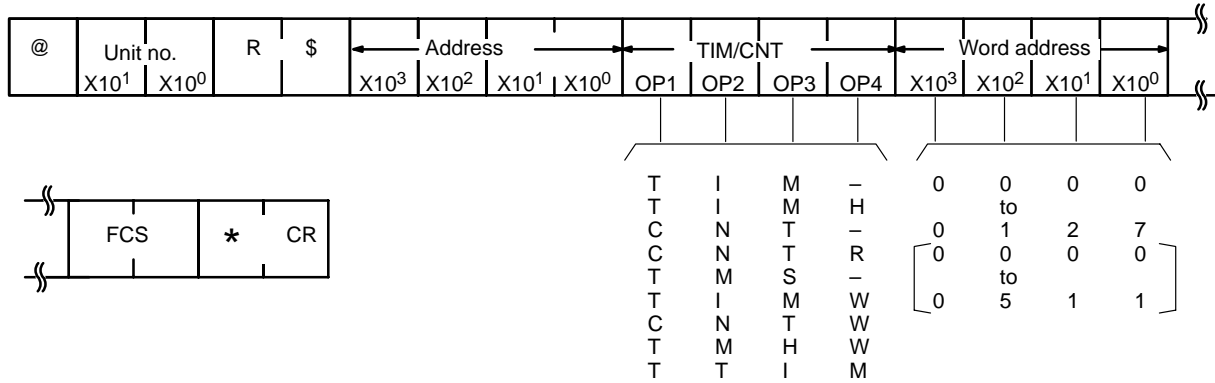 @ Unit no. R $ Address TIM/CNT Word address
X10¹ X10⁰ X10³ X10² X10¹ X10⁰ OP1 OP2 OP3 OP4 X10³ X10² X10¹ X10⁰
T I M – 0 0 0 0
T I M H to
C N T – 0 1 2 7
C N T R 0 0 0 0
T M S – to
T I M W 0 5 1 1
C N T W
T M H W
T T I M
FCS * CR